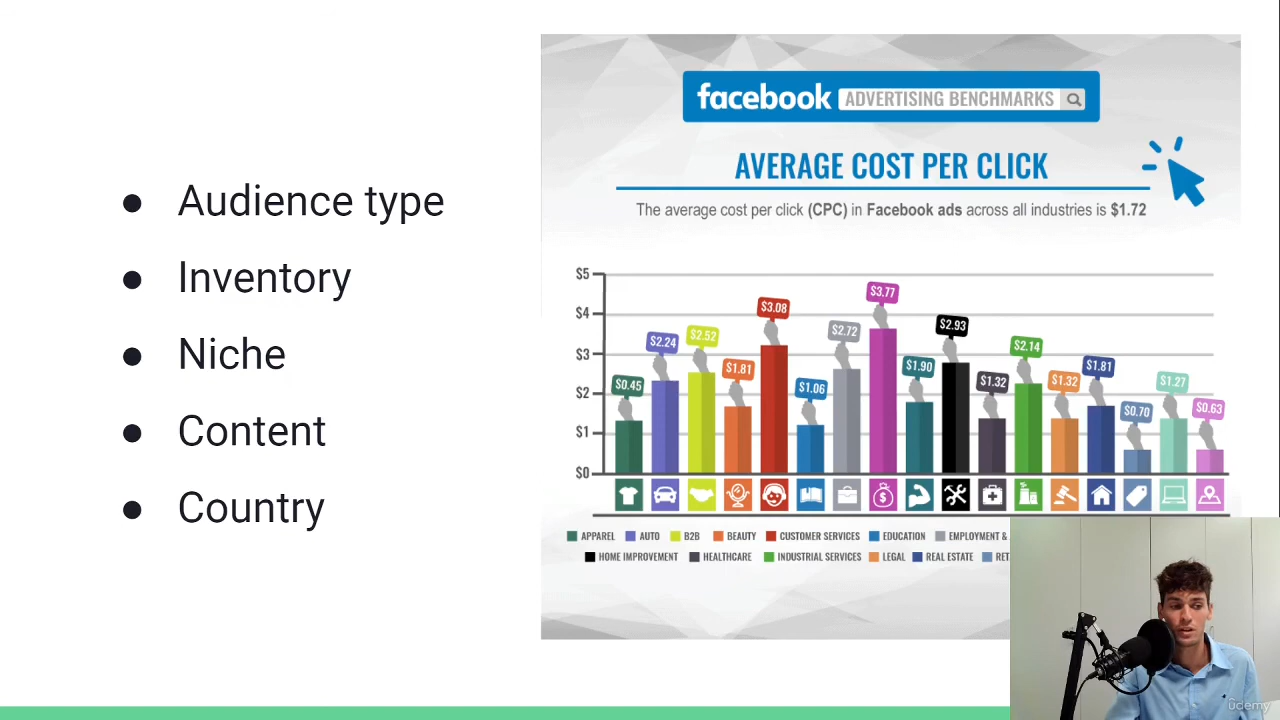 Audience type
Inventory
Niche
Content
Country
facebook ADVERTISING BENCHMARKS
AVERAGE COST PER CLICK
The average cost per click (CPC) in Facebook ads across all industries is $1.72
$5
$4
$3
$2
$1
$0
$0.45
$2.24
$2.52
$1.81
$3.08
$1.06
$2.72
$3.77
$1.90
$2.93
$1.32
$2.14
$1.32
$1.81
$0.70
$1.27
$0.63
APPAREL AUTO B2B BEAUTY CUSTOMER SERVICES EDUCATION EMPLOYMENT &
HOME IMPROVEMENT HEALTHCARE INDUSTRIAL SERVICES LEGAL REAL ESTATE RET
ûdemy